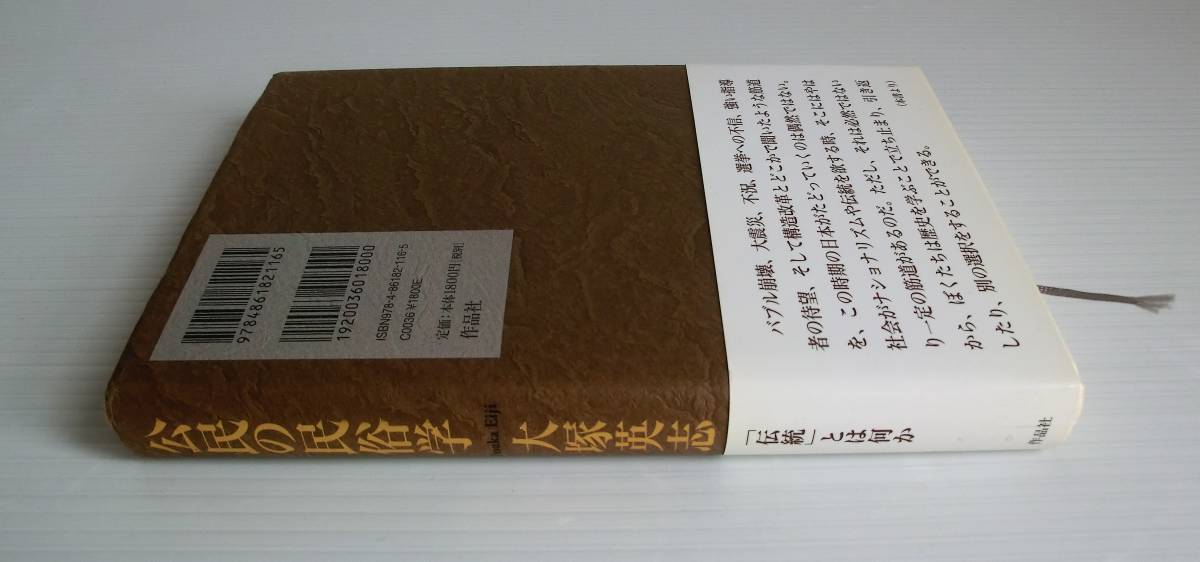 公民の民俗学
Otsuka Eiji
大塚英志
「伝統」とは何か
作品社
9784861821165
1920036018000
ISBN978-4-86182-116-5
C0036 ¥1800E
定価:本体1800円(税別)
作品社
バブル崩壊、大震災、不況、選挙への不信、強い指導
者の待望、そして構造改革とどこかで聞いたような筋道
を、この時期の日本がたどっていくのは偶然ではない。
社会がナショナリズムや伝統を欲する時、そこにはやは
り一定の筋道があるのだ。ただし、それは必然ではない
から、ぼくたちは歴史を学ぶことで立ち止まり、引き返
したり、別の選択をすることができる。
(本書より)